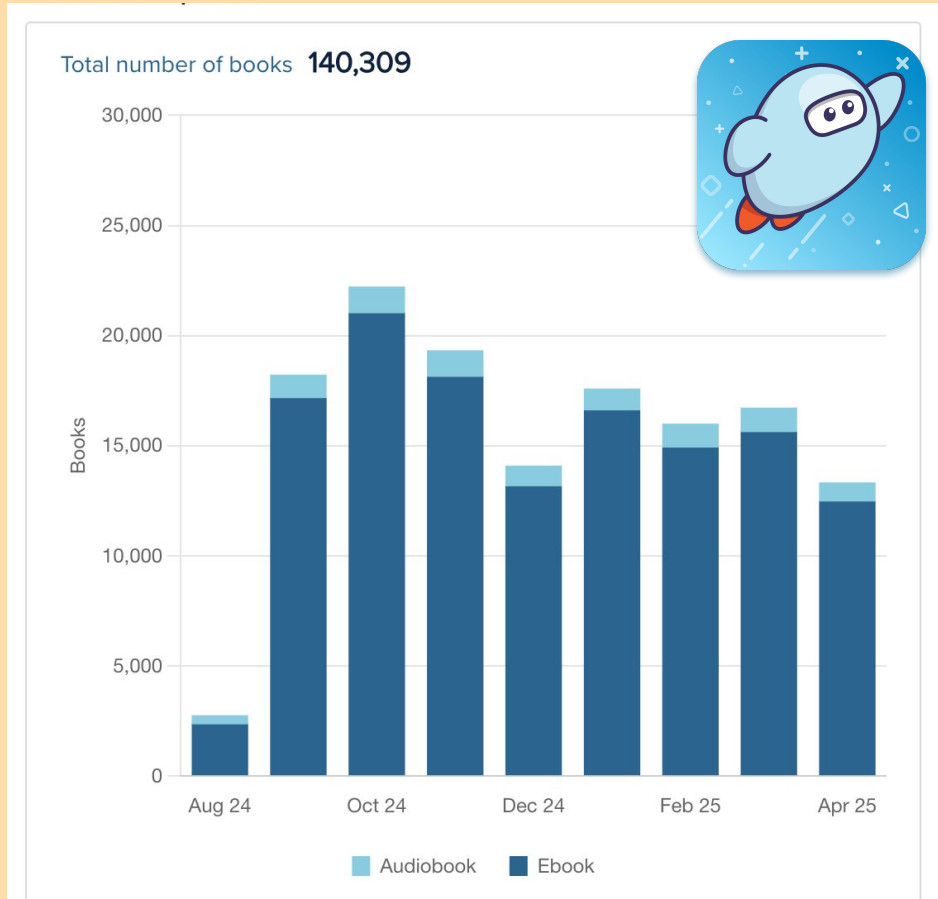 Total number of books 140,309
30,000
25,000
20,000
15,000
10,000
5,000
0
Books
Aug 24 Oct 24 Dec 24 Feb 25 Apr 25
Audiobook Ebook